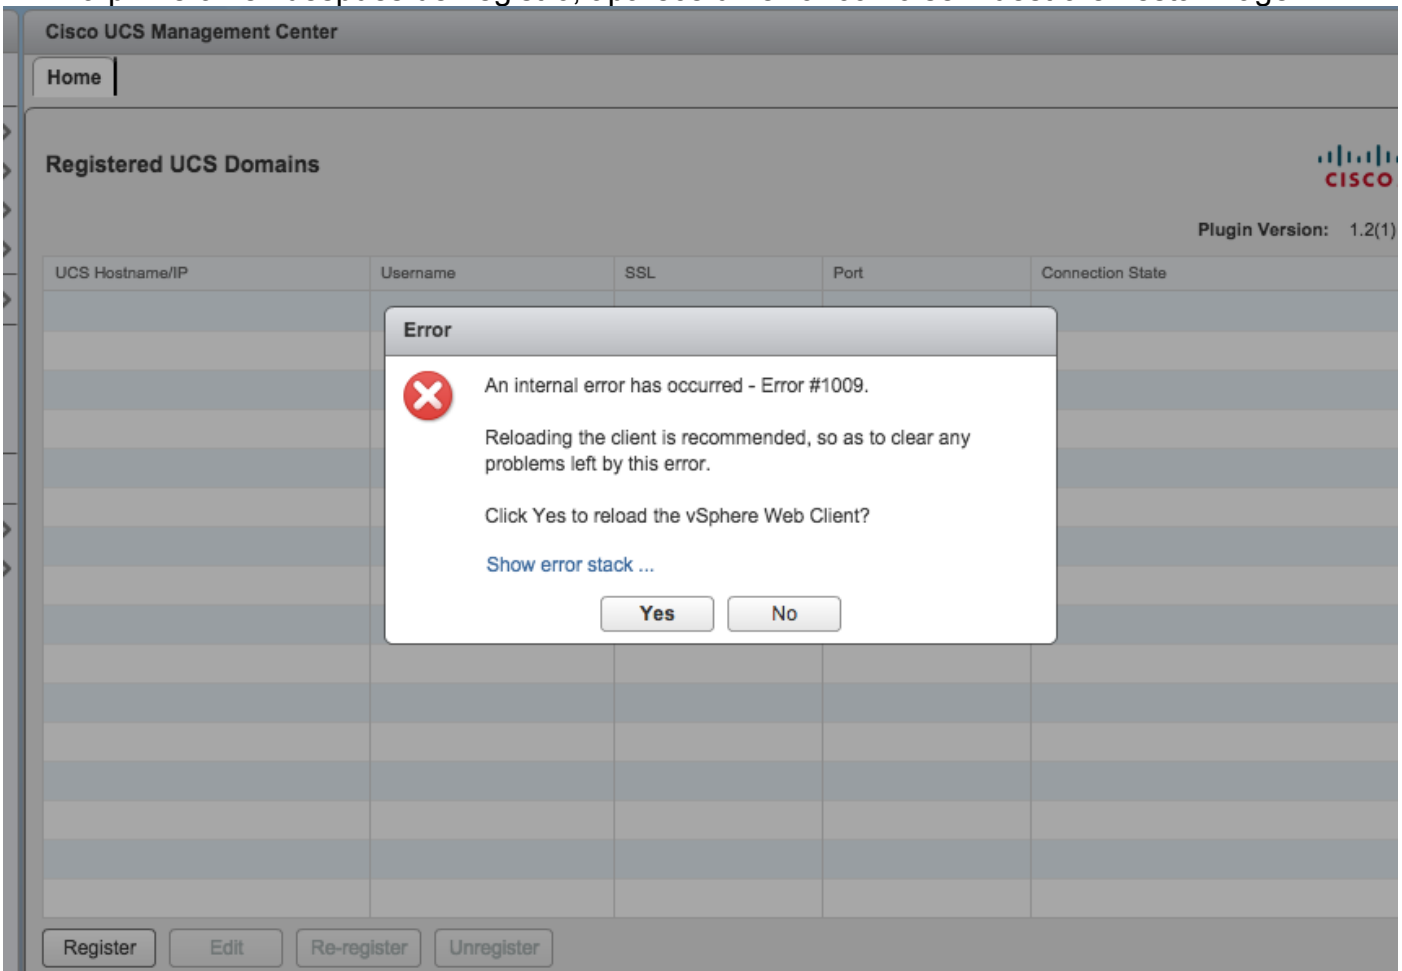 Cisco UCS Management Center
Home
Registered UCS Domains
CISCO
Plugin Version: 1.2(1)
UCS Hostname/IP Username SSL Port Connection State
Error
An internal error has occurred - Error #1009.
Reloading the client is recommended, so as to clear any
problems left by this error.
Click Yes to reload the vSphere Web Client?
Show error stack ...
Yes No
Register Edit Re-register Unregister